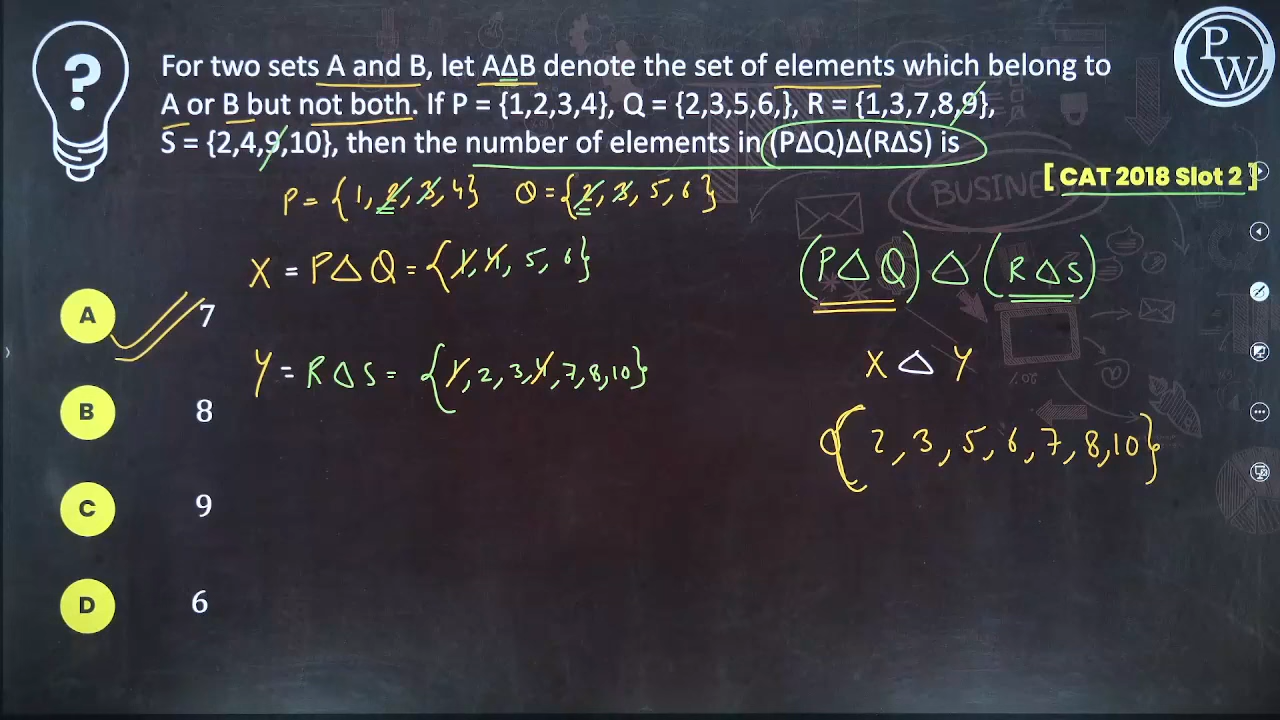 For two sets A and B, let AΔB denote the set of elements which belong to
A or B but not both. If P = {1,2,3,4}, Q = {2,3,5,6,}, R = {1,3,7,8,9},
S = {2,4,9,10}, then the number of elements in (PΔQ)Δ(RΔS) is
PW
[ CAT 2018 Slot 2 ]
BUSINE
P = {1, 2, 3, 4} Q = {2, 3, 5, 6}
X = P Δ Q = {1, 4, 5, 6}
(P Δ Q) Δ (R Δ S)
A 7
Y = R Δ S = {1, 2, 3, 4, 7, 8, 10}
X Δ Y
B 8
{2, 3, 5, 6, 7, 8, 10}
C 9
D 6